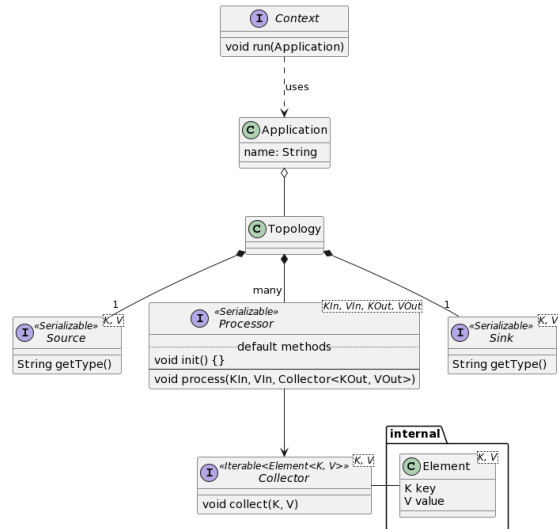 I Context
void run(Application)
uses
C Application
name: String
C Topology
1
many
1
I «Serializable» K, V
Source
String getType()
I «Serializable» KIn, VIn, KOut, VOut
Processor
default methods
void init() {}
void process(KIn, VIn, Collector<KOut, VOut>)
I «Serializable» K, V
Sink
String getType()
I «Iterable<Element<K, V>» K, V
Collector
void collect(K, V)
internal
C Element K, V
K key
V value